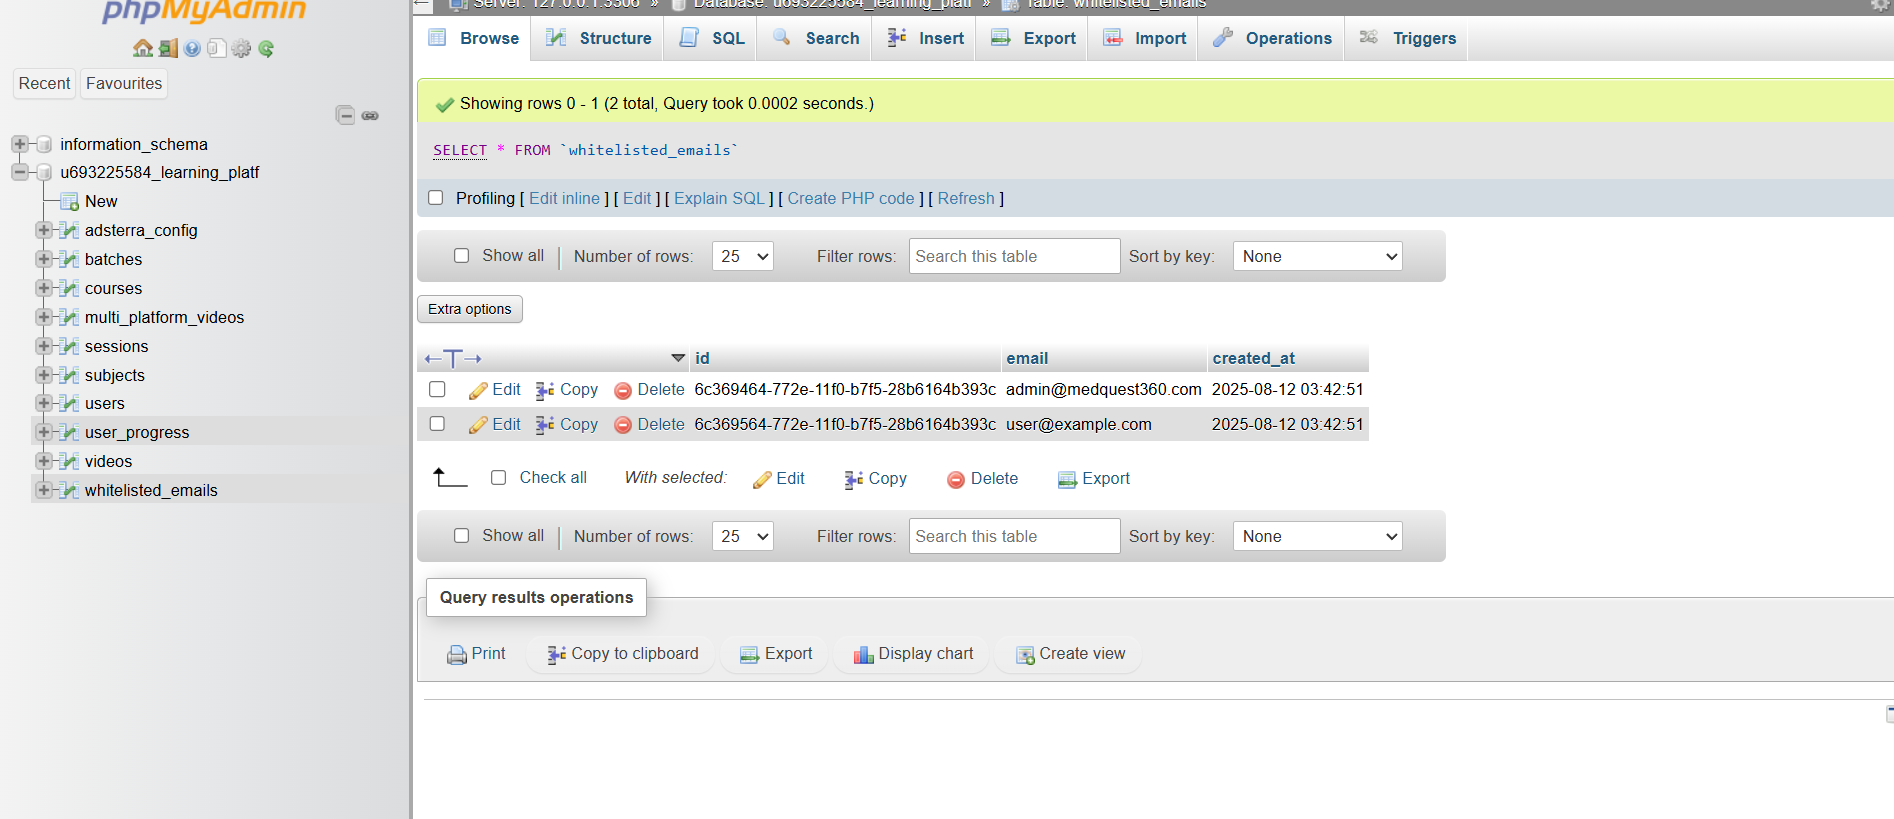 phpMyAdmin
Server: 127.0.0.1:3306 » Database: u693225584_learning_platf » Table: whitelisted_emails
Recent Favourites
information_schema
u693225584_learning_platf
New
adsterra_config
batches
courses
multi_platform_videos
sessions
subjects
users
user_progress
videos
whitelisted_emails
Browse Structure SQL Search Insert Export Import Operations Triggers
Showing rows 0 - 1 (2 total, Query took 0.0002 seconds.)
SELECT * FROM `whitelisted_emails`
Profiling [ Edit inline ] [ Edit ] [ Explain SQL ] [ Create PHP code ] [ Refresh ]
Show all Number of rows: 25 Filter rows: Search this table Sort by key: None
Extra options
id email created_at
Edit Copy Delete 6c369464-772e-11f0-b7f5-28b6164b393c admin@medquest360.com 2025-08-12 03:42:51
Edit Copy Delete 6c369564-772e-11f0-b7f5-28b6164b393c user@example.com 2025-08-12 03:42:51
Check all With selected: Edit Copy Delete Export
Show all Number of rows: 25 Filter rows: Search this table Sort by key: None
Query results operations
Print Copy to clipboard Export Display chart Create view